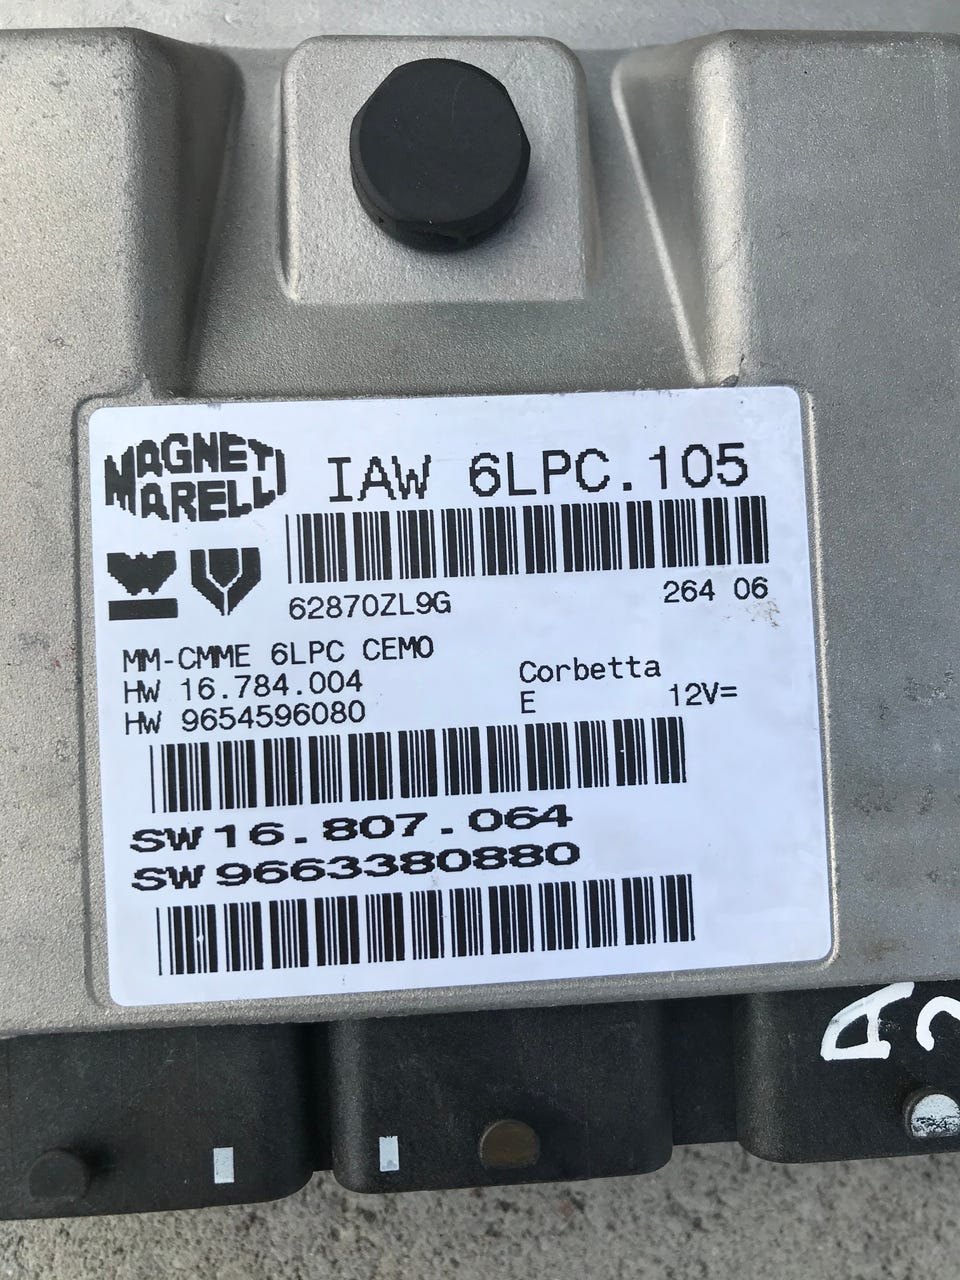 MAGNETI
MARELLI
IAW 6LPC.105
62870ZL9G 264 06
MM-CMME 6LPC CEMO
HW 16.784.004
Corbetta
HW 9654596080
E 12V=
SW 16.807.064
SW 9663380880
A